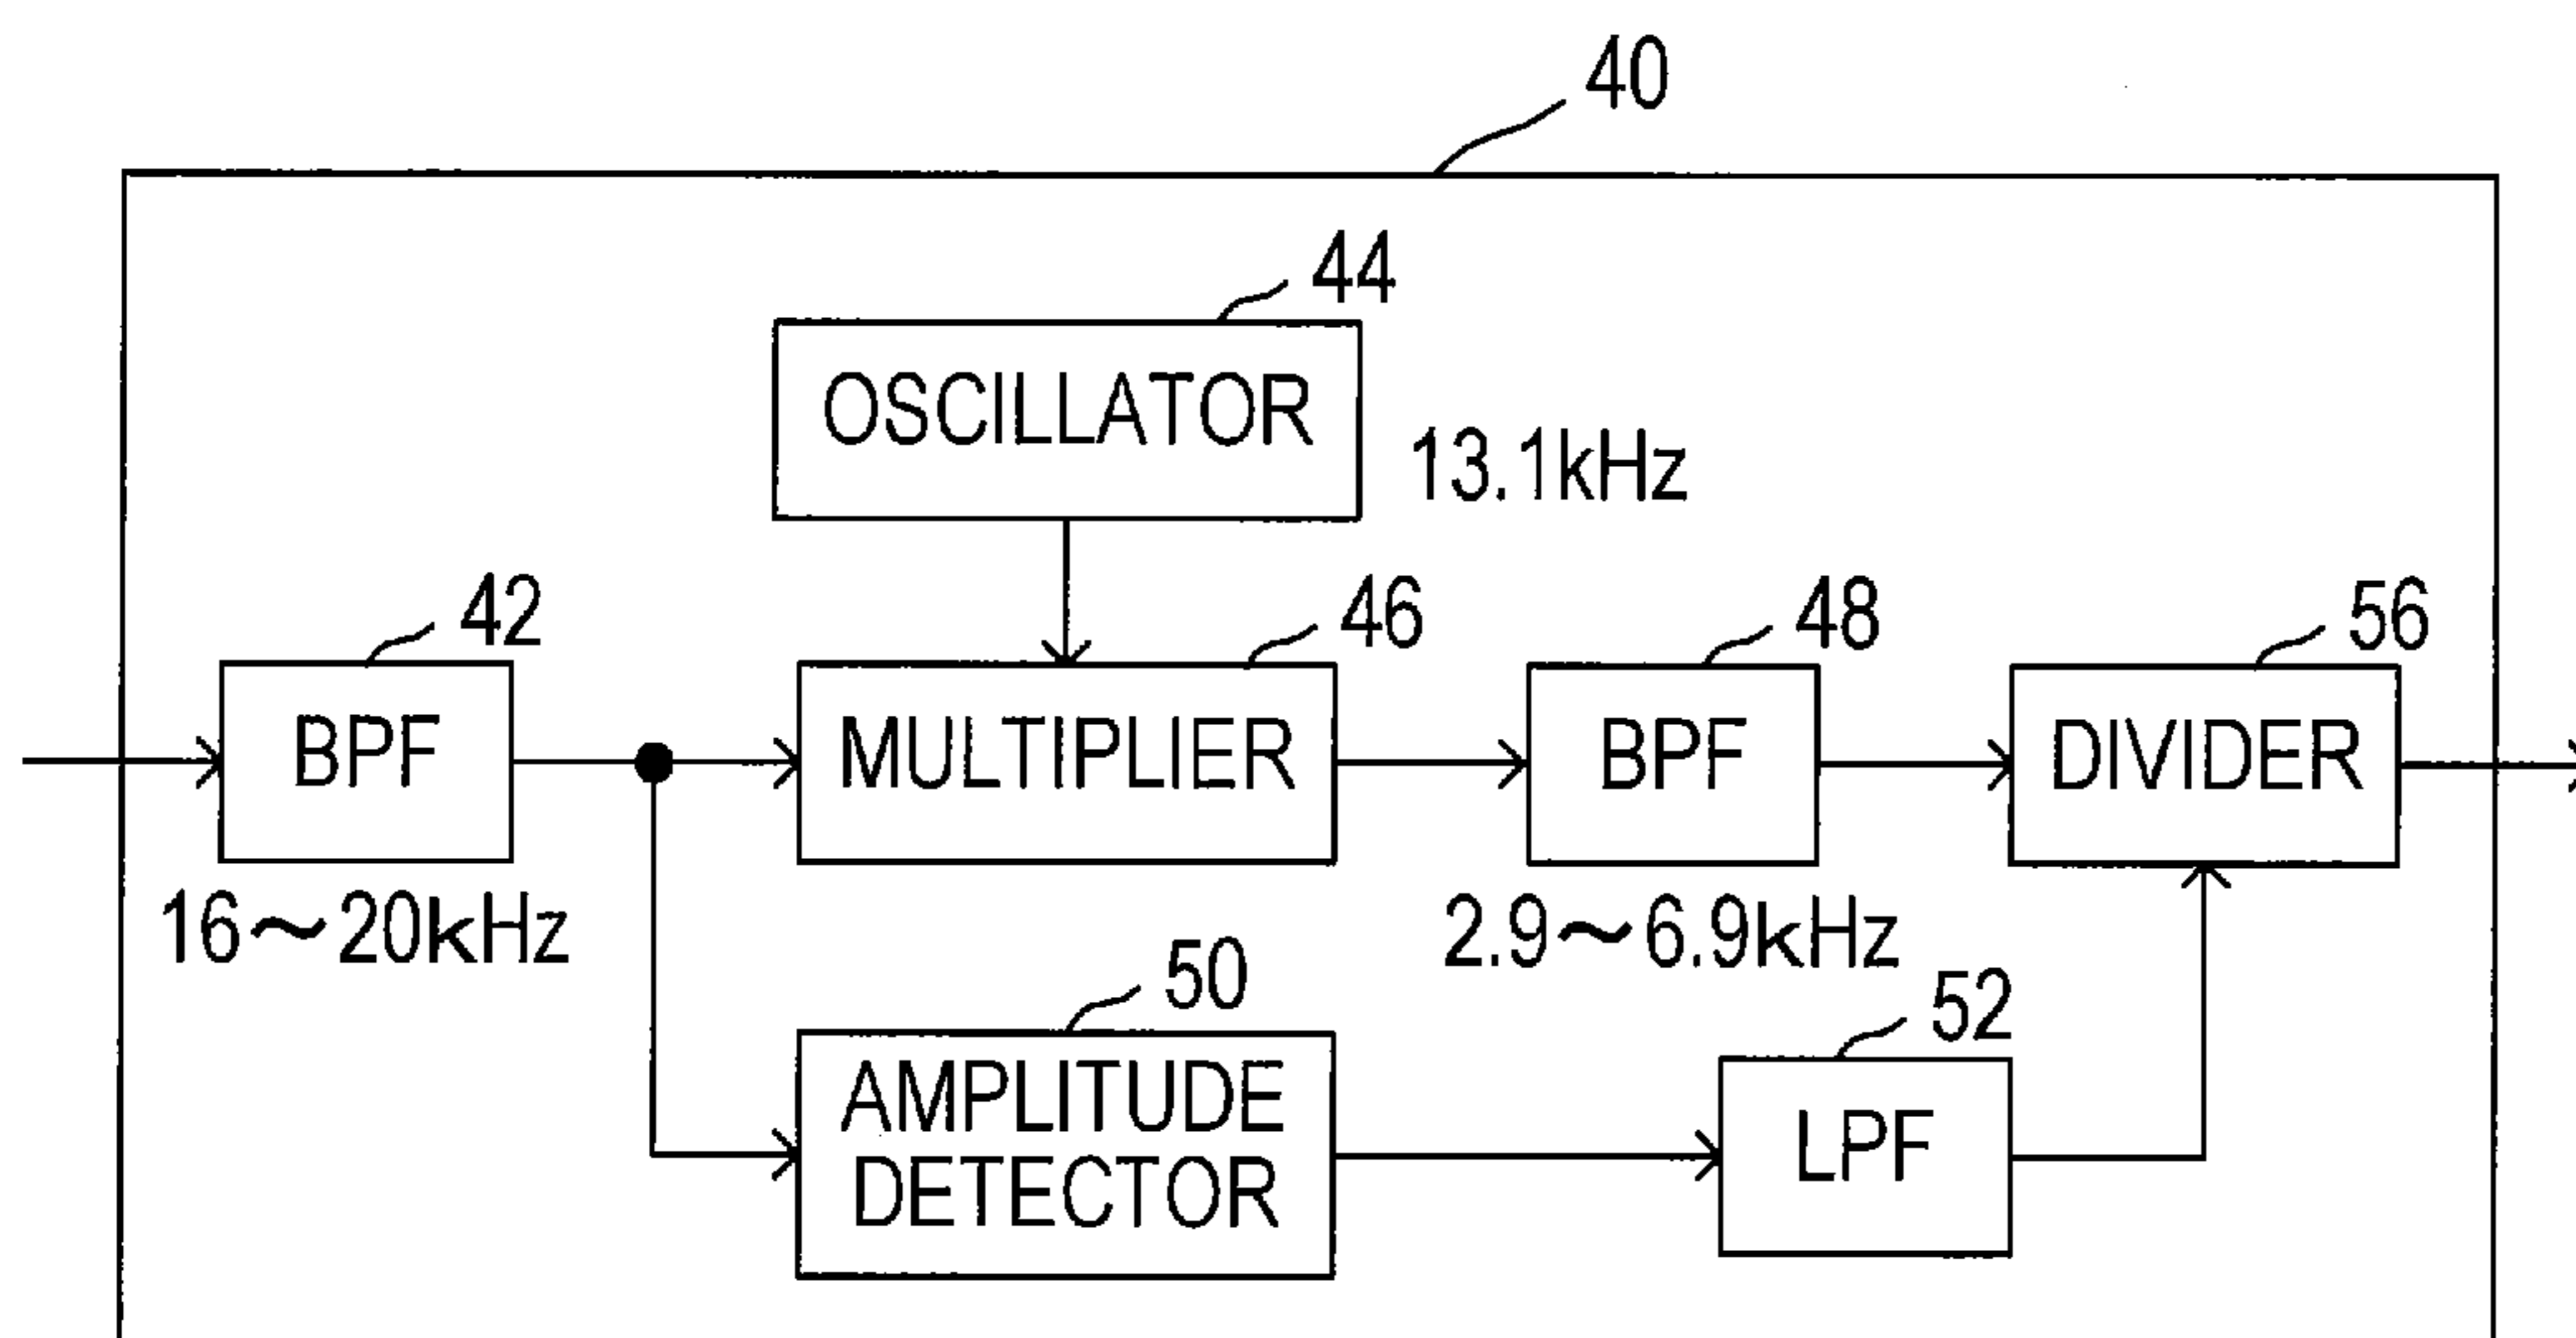 40
44
OSCILLATOR
13.1kHz
42
46
48
56
BPF
MULTIPLIER
BPF
DIVIDER
16～20kHz
2.9～6.9kHz
50
52
AMPLITUDE
DETECTOR
LPF